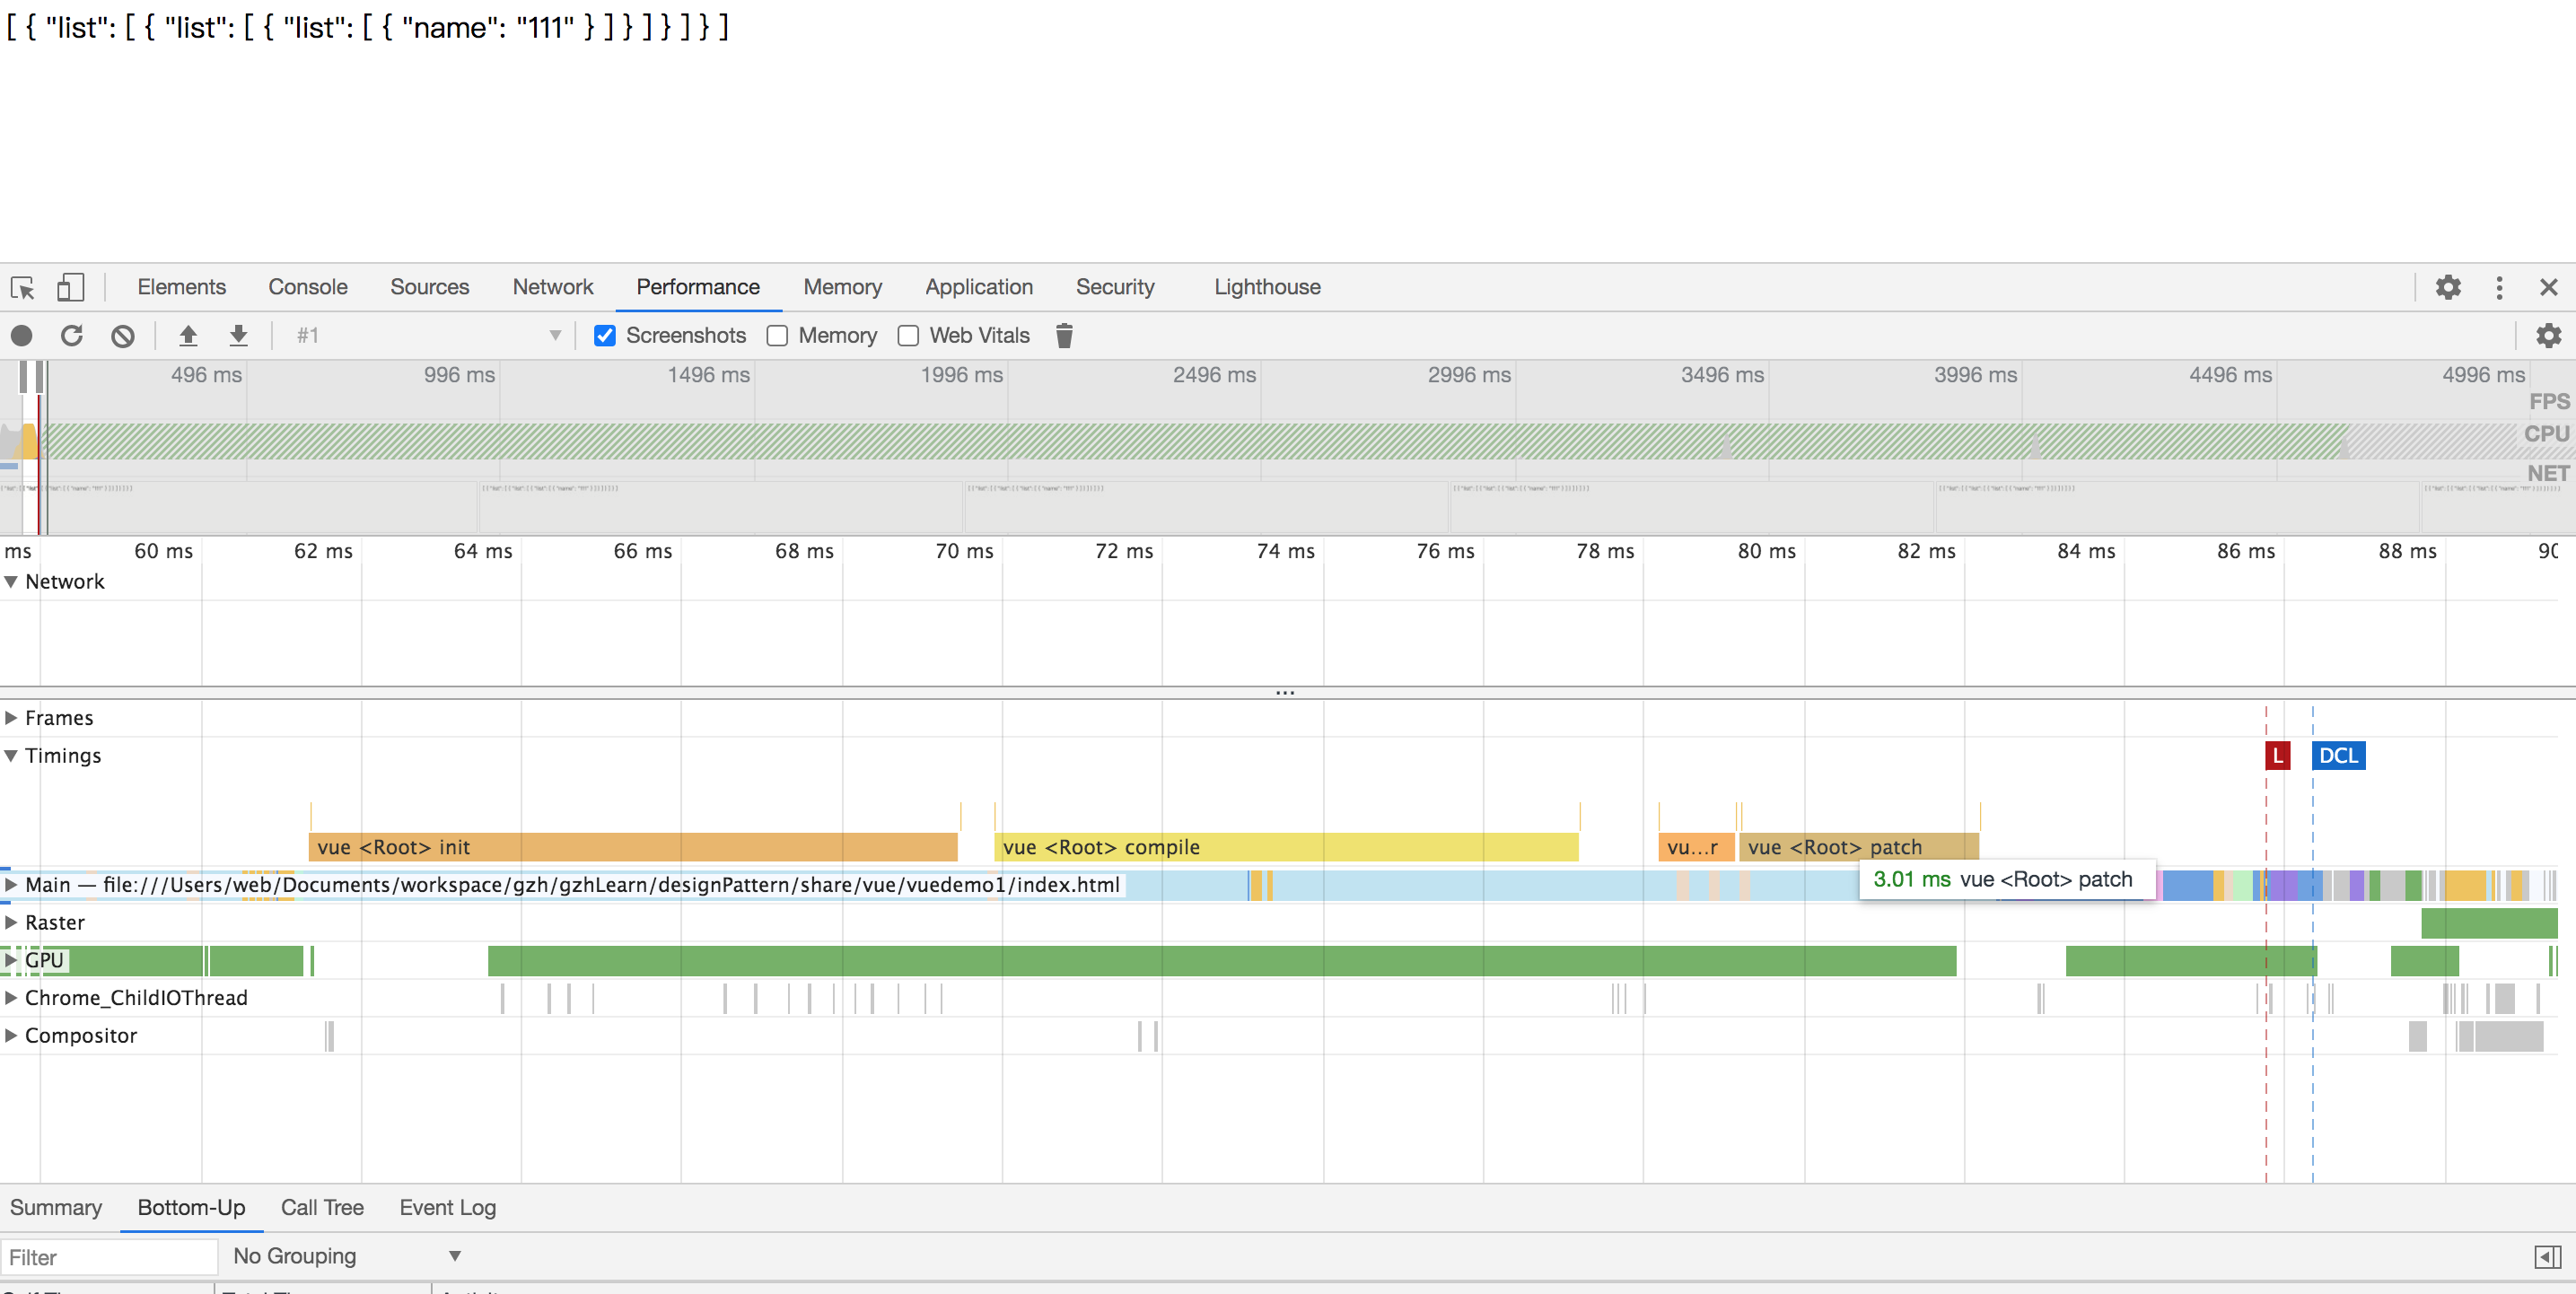 [ { "list": [ { "list": [ { "list": [ { "name": "111" } ] } ] } ] } ]
Elements Console Sources Network Performance Memory Application Security Lighthouse
#1 Screenshots Memory Web Vitals
496 ms 996 ms 1496 ms 1996 ms 2496 ms 2996 ms 3496 ms 3996 ms 4496 ms 4996 ms
FPS
CPU
NET
ms 60 ms 62 ms 64 ms 66 ms 68 ms 70 ms 72 ms 74 ms 76 ms 78 ms 80 ms 82 ms 84 ms 86 ms 88 ms 90
Network
...
Frames
Timings L DCL
vue <Root> init vue <Root> compile vu...r vue <Root> patch
Main — file:///Users/web/Documents/workspace/gzh/gzhLearn/designPattern/share/vue/vuedemo1/index.html 3.01 ms vue <Root> patch
Raster
GPU
Chrome_ChildIOThread
Compositor
Summary Bottom-Up Call Tree Event Log
Filter No Grouping